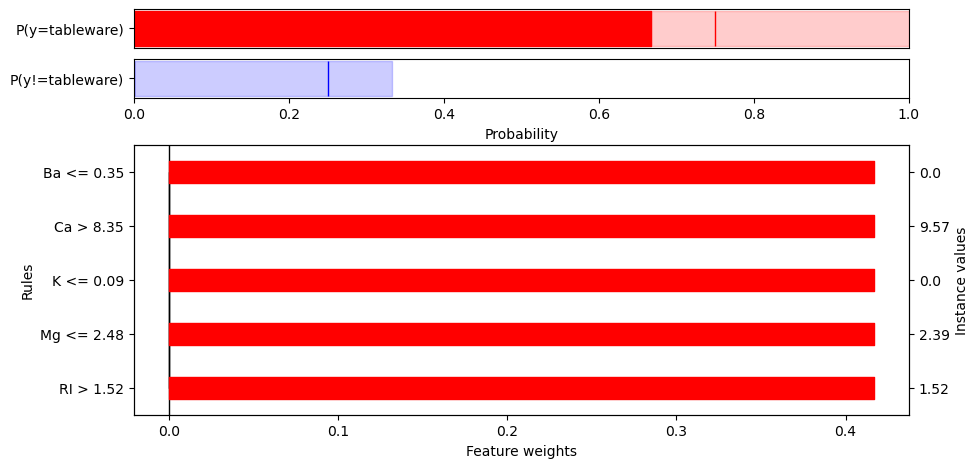 P(y=tableware)
P(y!=tableware)
0.0 0.2 0.4 0.6 0.8 1.0
Probability
Ba <= 0.35 0.0
Ca > 8.35 9.57
K <= 0.09 0.0
Mg <= 2.48 2.39
RI > 1.52 1.52
Rules
Instance values
0.0 0.1 0.2 0.3 0.4
Feature weights